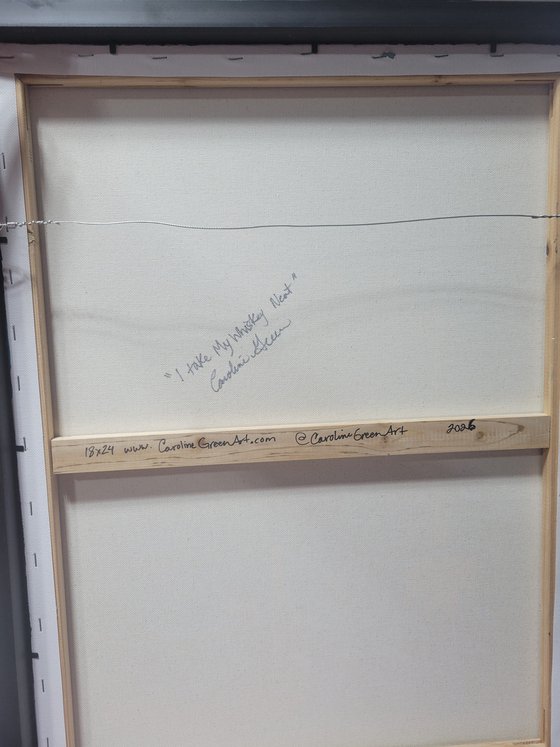 "I take My Whiskey Neat"
Caroline Green
18x24 www.CarolineGreenArt.com @CarolineGreenArt 2026